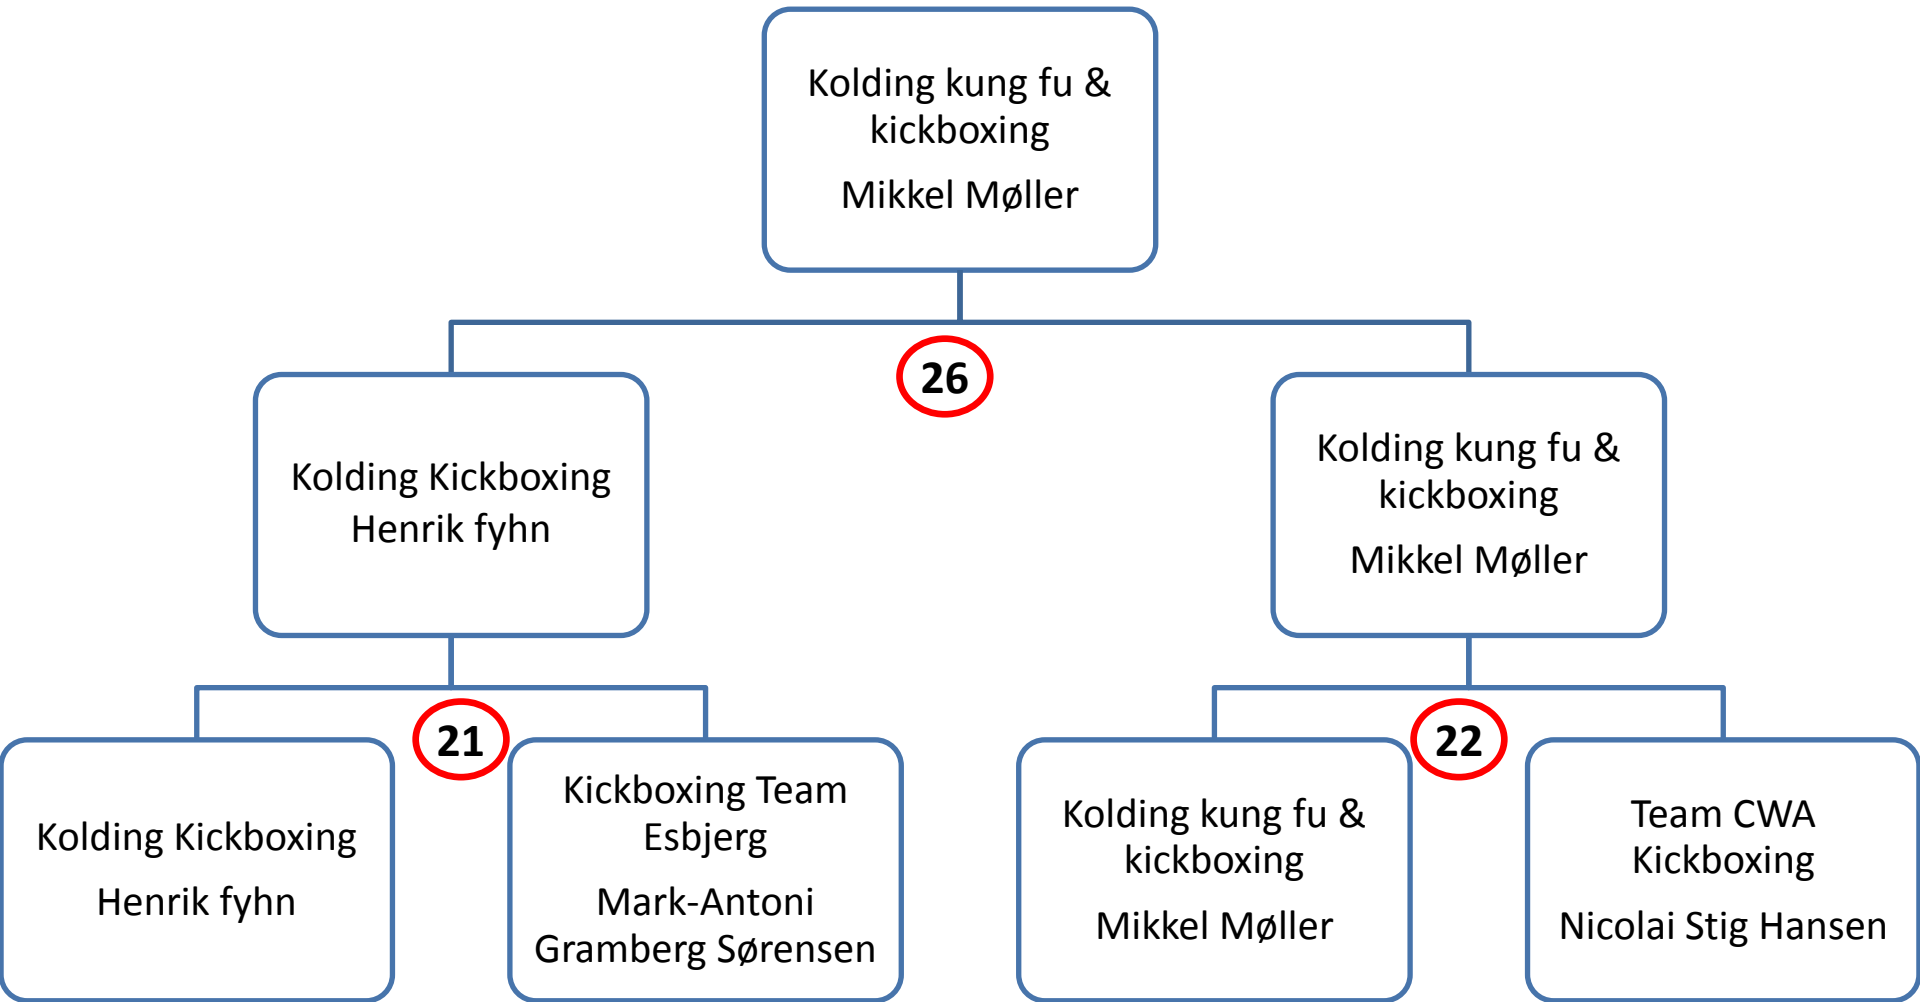 Kolding kung fu &
kickboxing
Mikkel Møller
26
Kolding Kickboxing
Henrik fyhn
Kolding kung fu &
kickboxing
Mikkel Møller
21
22
Kolding Kickboxing
Henrik fyhn
Kickboxing Team
Esbjerg
Mark-Antoni
Gramberg Sørensen
Kolding kung fu &
kickboxing
Mikkel Møller
Team CWA
Kickboxing
Nicolai Stig Hansen